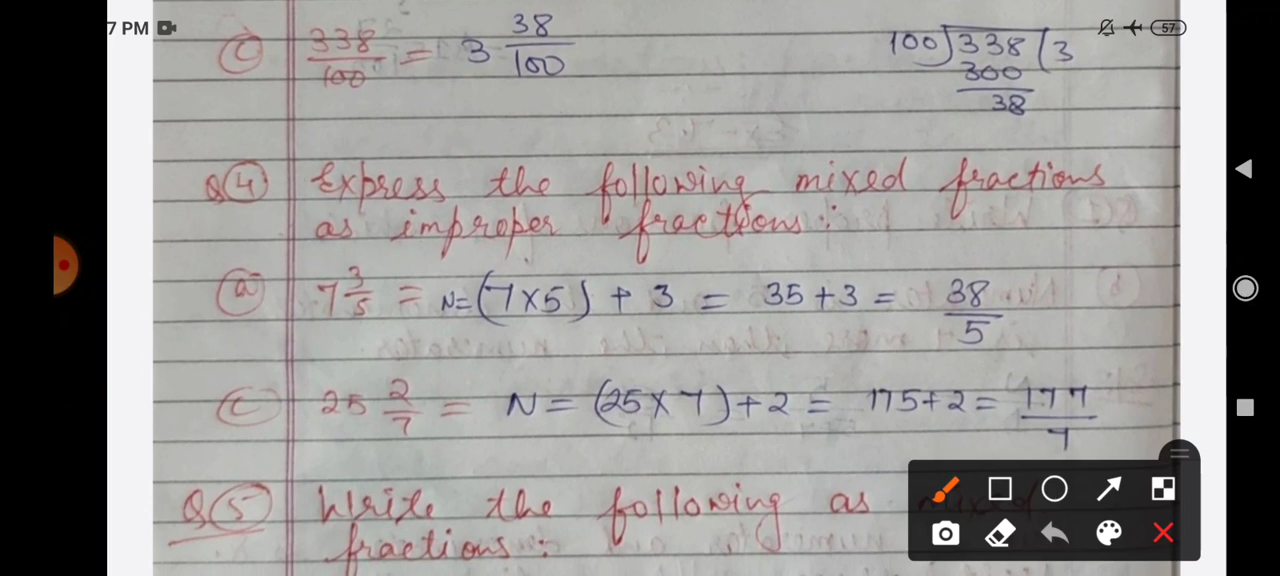 7 PM 57
(c) 338/100 = 3 38/100 100)338(3
300
38
Q(4) Express the following mixed fractions
as improper fractions:
(a) 7 3/5 = N=(7×5) + 3 = 35+3 = 38/5
(c) 25 2/7 = N = (25×7)+2 = 175+2 = 177/7
Q(5) Write the following as mixed
fractions: